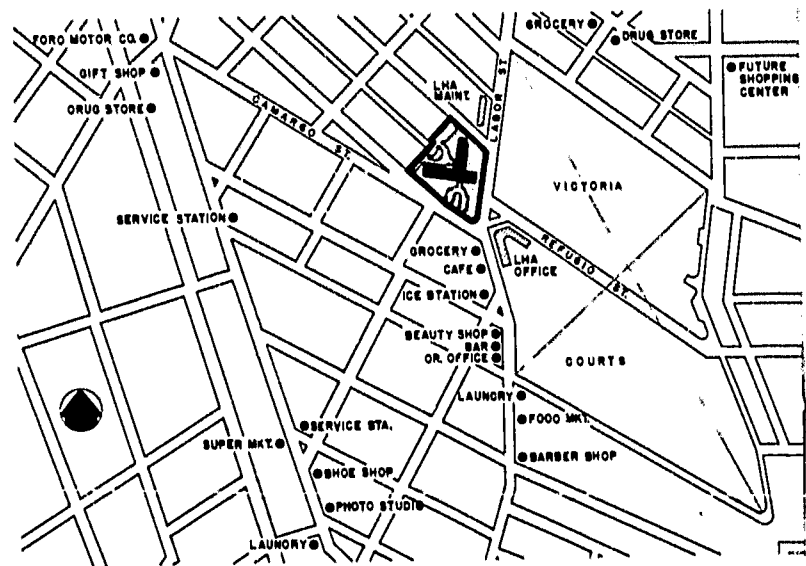 GROCERY
DRUG STORE
FORD MOTOR CO.
GIFT SHOP
FUTURE
SHOPPING
CENTER
DRUG STORE
LHA
MAINT.
LABOR ST
CAMARGO ST.
VICTORIA
SERVICE STATION
REFUGIO ST.
GROCERY
LHA
OFFICE
CAFE
ICE STATION
BEAUTY SHOP
BAR
DR. OFFICE
COURTS
LAUNDRY
FOOD MKT.
SERVICE STA.
SUPER MKT.
BARBER SHOP
SHOE SHOP
PHOTO STUDIO
LAUNDRY